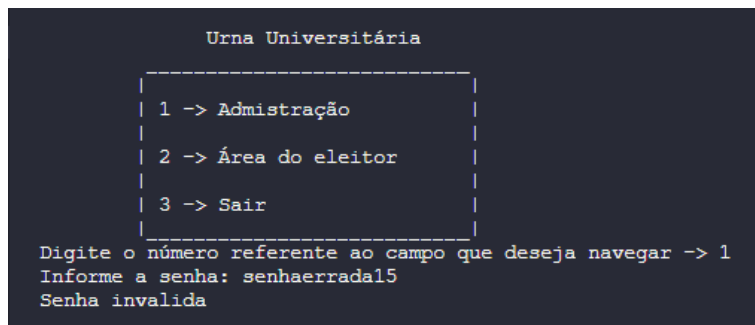 Urna Universitária
1 -> Admistração
2 -> Área do eleitor
3 -> Sair
Digite o número referente ao campo que deseja navegar -> 1
Informe a senha: senhaerrada15
Senha invalida